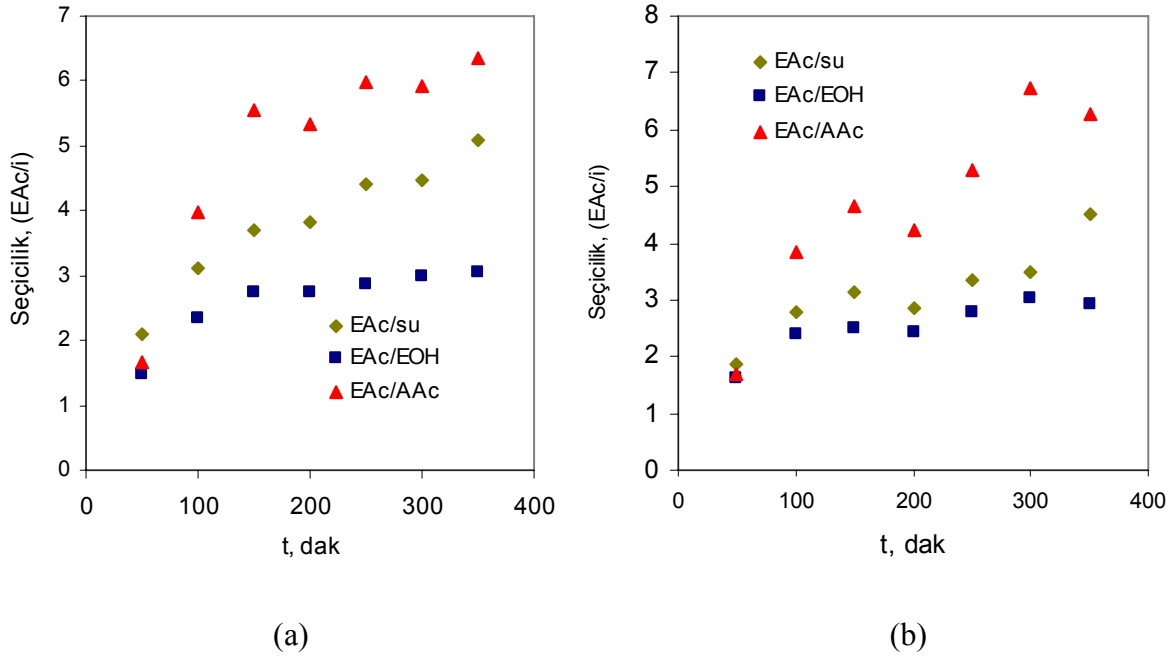 7
6
5
4
3
2
1
0
Seçicilik, (EAc/i)
EAc/su
EAc/EOH
EAc/AAc
0 100 200 300 400
t, dak
(a)
8
7
6
5
4
3
2
1
0
Seçicilik, (EAc/i)
EAc/su
EAc/EOH
EAc/AAc
0 100 200 300 400
t, dak
(b)